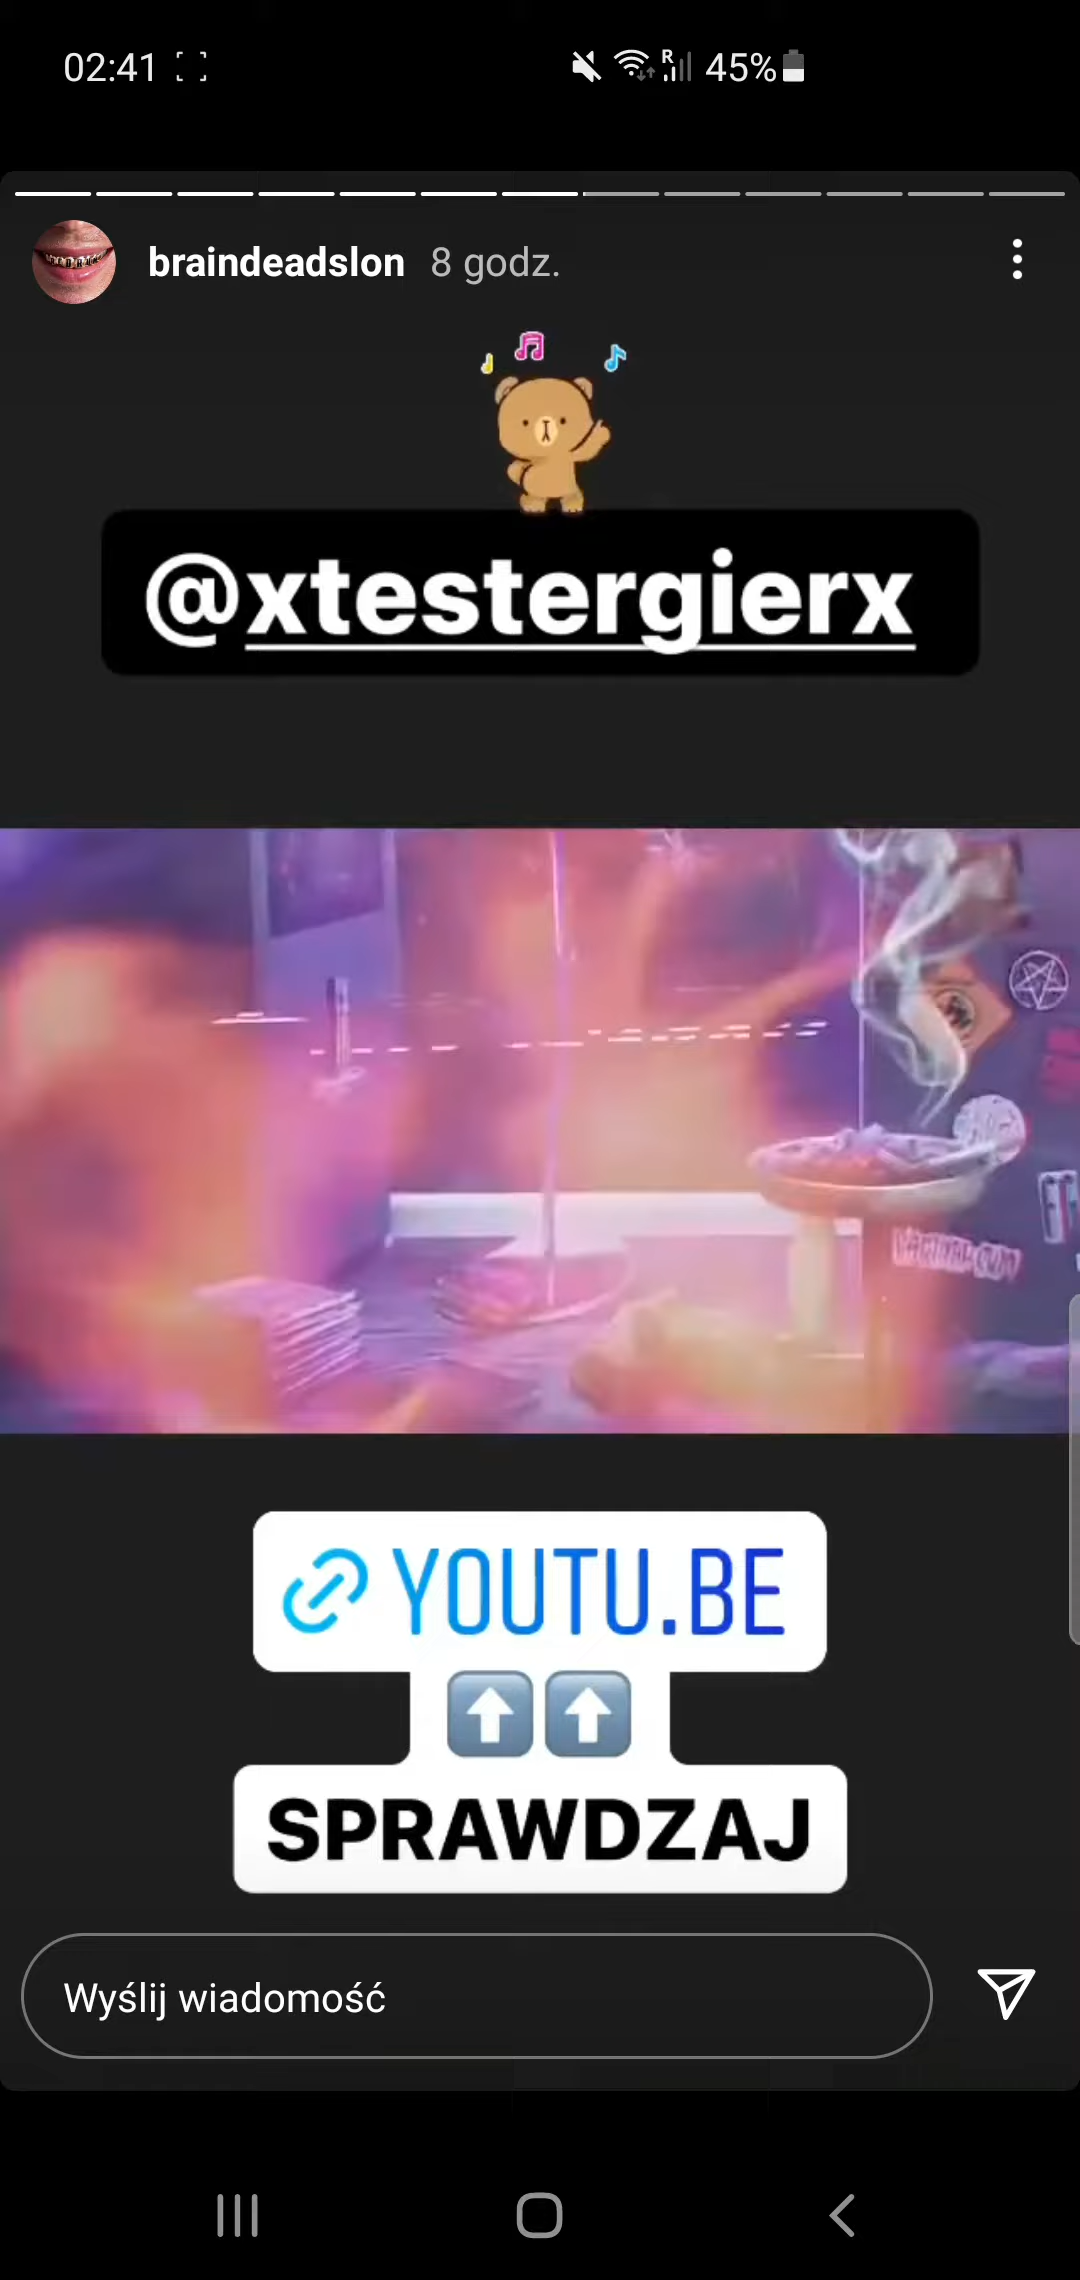 02:41
R
45%
braindeadslon 8 godz.
@xtestergierx
YOUTU.BE
SPRAWDZAJ
Wyślij wiadomość